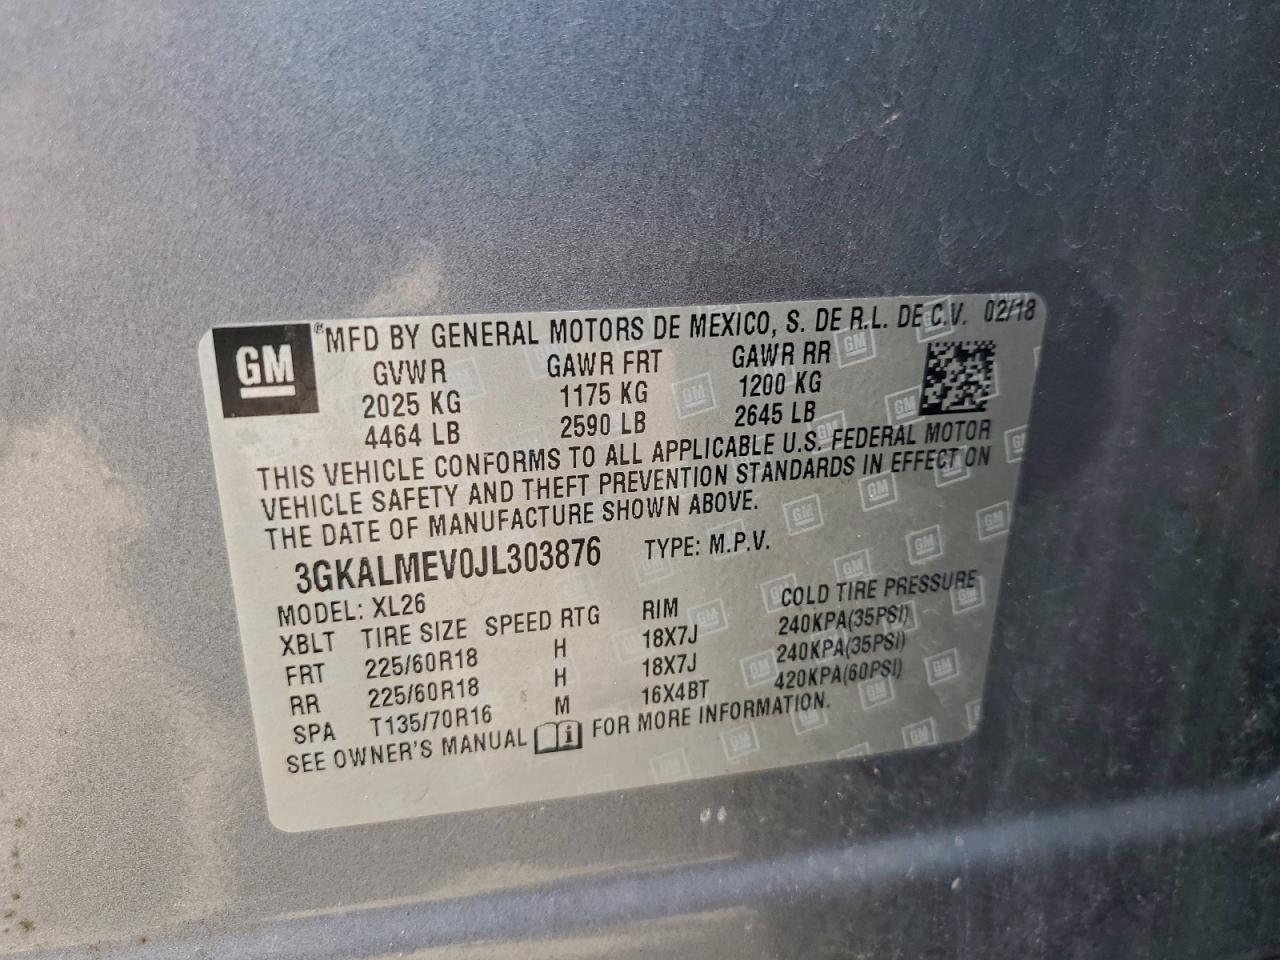 GM
® MFD BY GENERAL MOTORS DE MEXICO, S. DE R.L. DE C.V. 02/18
GVWR GAWR FRT GAWR RR
2025 KG 1175 KG 1200 KG
4464 LB 2590 LB 2645 LB
THIS VEHICLE CONFORMS TO ALL APPLICABLE U.S. FEDERAL MOTOR
VEHICLE SAFETY AND THEFT PREVENTION STANDARDS IN EFFECT ON
THE DATE OF MANUFACTURE SHOWN ABOVE.
3GKALMEV0JL303876 TYPE: M.P.V.
MODEL: XL26
XBLT TIRE SIZE SPEED RTG RIM COLD TIRE PRESSURE
FRT 225/60R18 H 18X7J 240KPA(35PSI)
RR 225/60R18 H 18X7J 240KPA(35PSI)
SPA T135/70R16 M 16X4BT 420KPA(60PSI)
SEE OWNER'S MANUAL i FOR MORE INFORMATION.